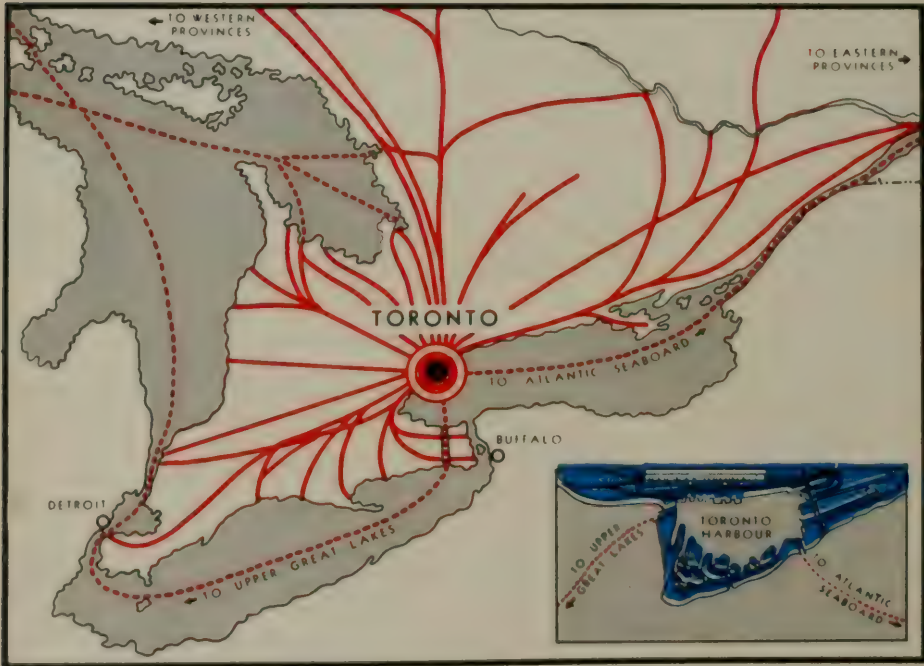 ← TO WESTERN
PROVINCES
TO EASTERN →
PROVINCES
TORONTO
TO ATLANTIC SEABOARD →
BUFFALO
DETROIT
← TO UPPER GREAT LAKES
TORONTO
HARBOUR
TO UPPER
GREAT LAKES
TO ATLANTIC
SEABOARD